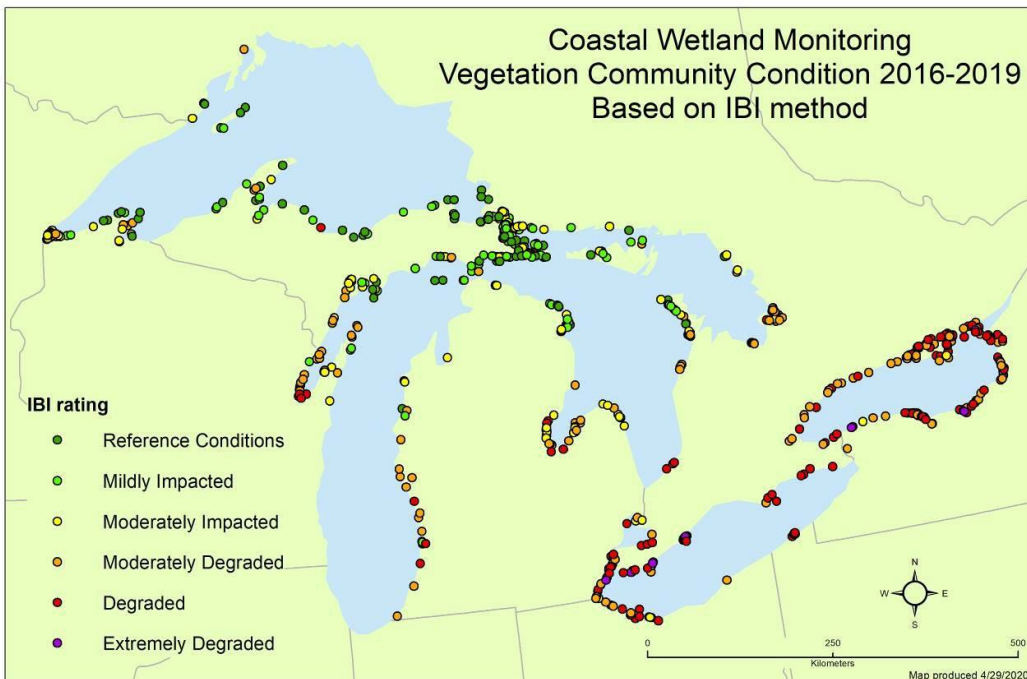 Coastal Wetland Monitoring
Vegetation Community Condition 2016-2019
Based on IBI method
IBI rating
Reference Conditions
Mildly Impacted
Moderately Impacted
Moderately Degraded
Degraded
Extremely Degraded
N
W E
S
0 250 500
Kilometers
Map produced 4/29/2020